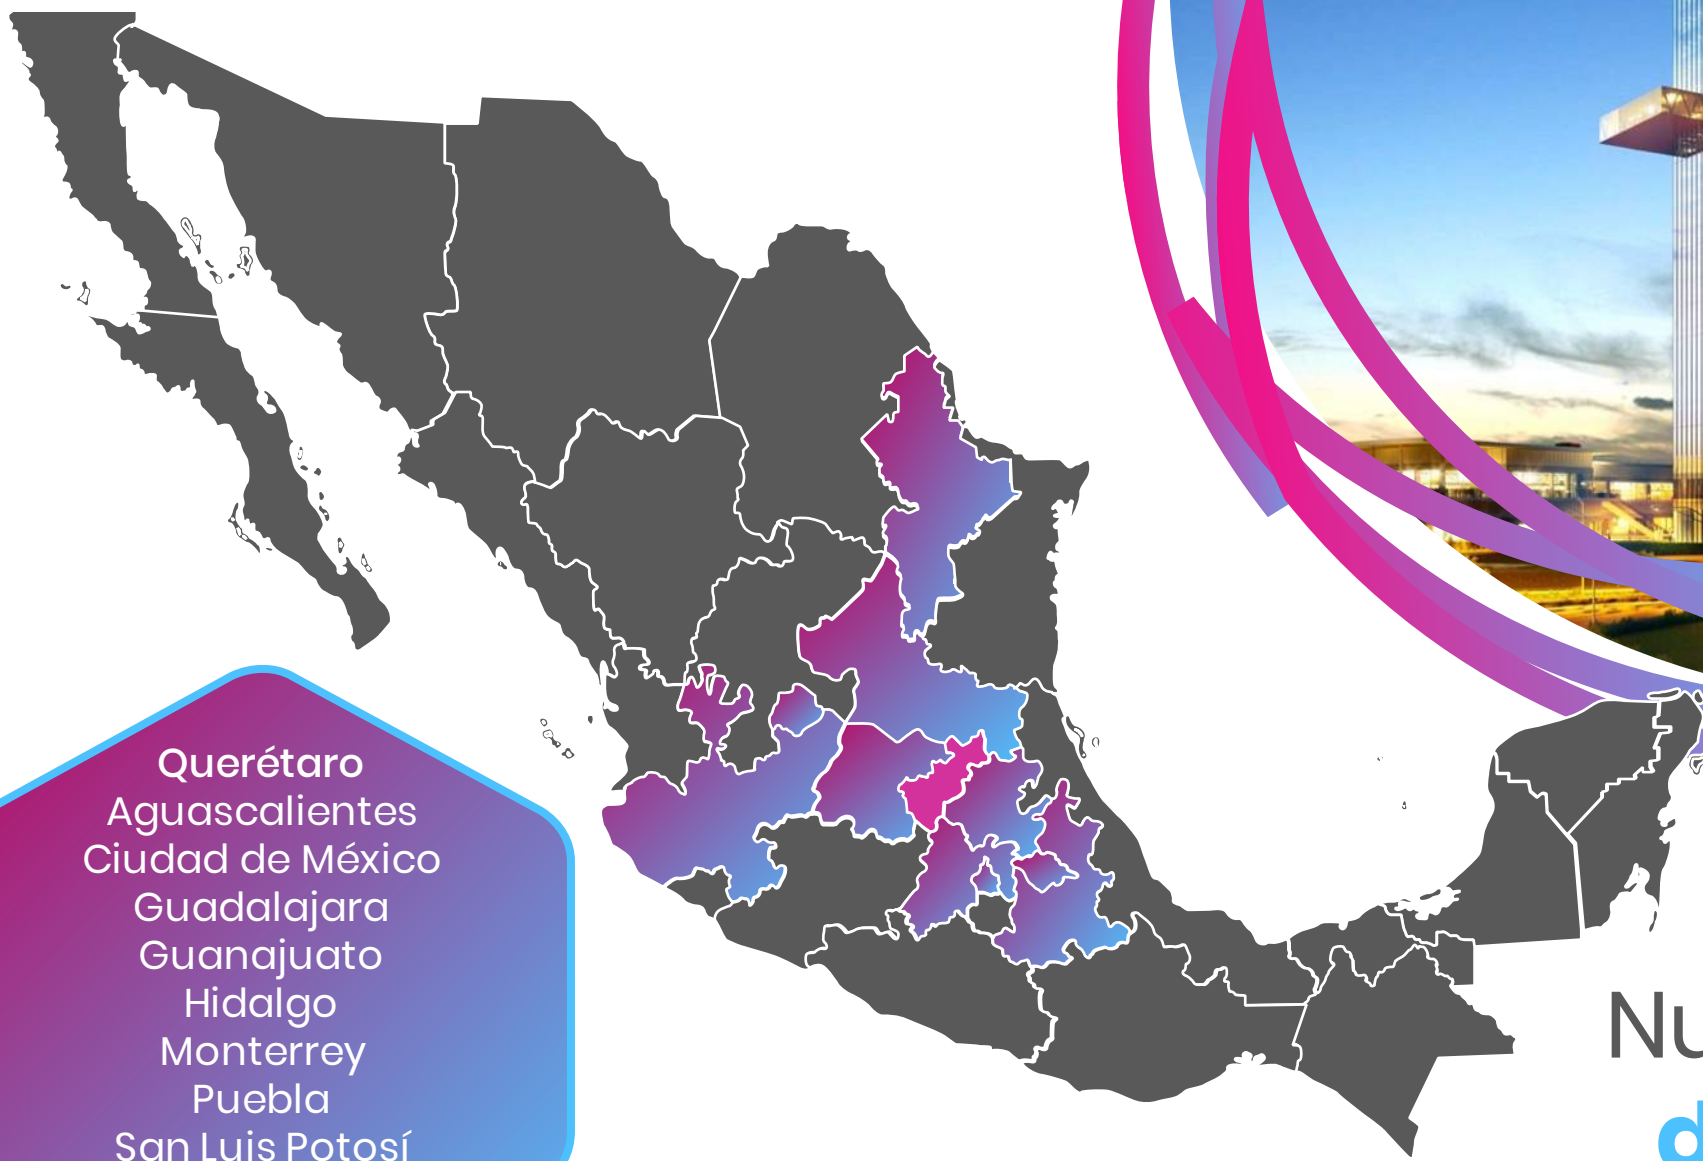 Querétaro
Aguascalientes
Ciudad de México
Guadalajara
Guanajuato
Hidalgo
Monterrey
Puebla
San Luis Potosí